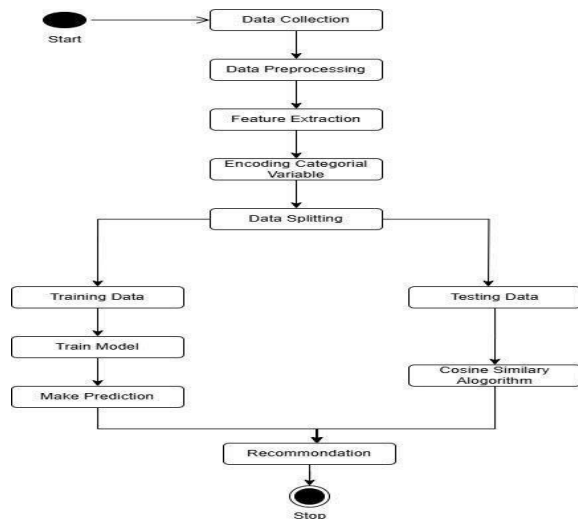 Data Collection
Start
Data Preprocessing
Feature Extraction
Encoding Categorial
Variable
Data Splitting
Training Data
Testing Data
Train Model
Cosine Similary
Alogorithm
Make Prediction
Recommondation
Stop